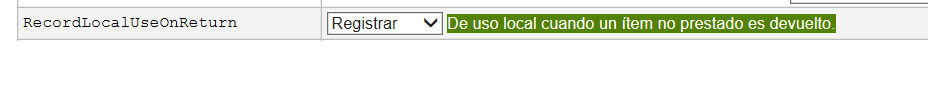 RecordLocalUseOnReturn Registrar De uso local cuando un ítem no prestado es devuelto.